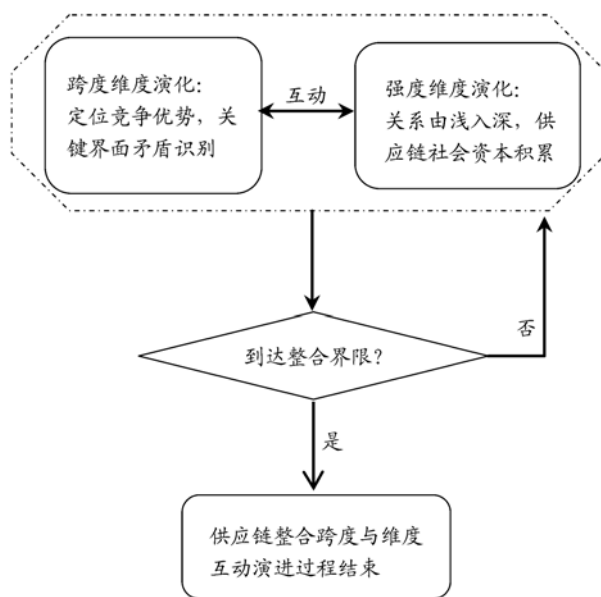 跨度维度演化：
定位竞争优势，关
键界面矛盾识别
互动
强度维度演化：
关系由浅入深，供
应链社会资本积累
到达整合界限？
否
是
供应链整合跨度与维度
互动演进过程结束